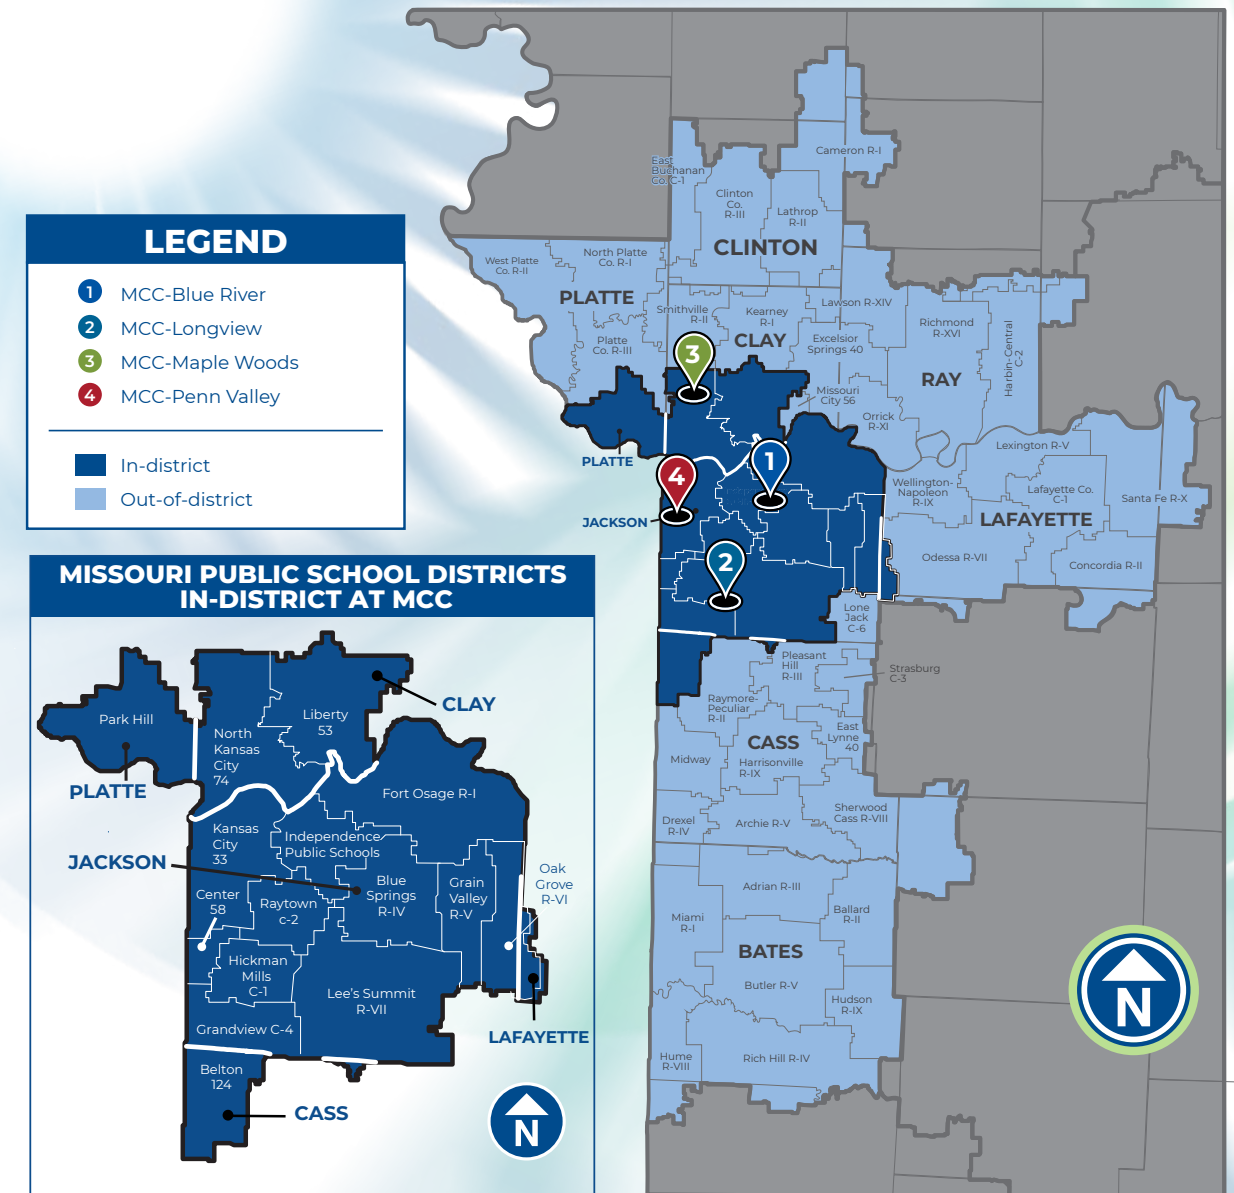 LEGEND
1 MCC-Blue River
2 MCC-Longview
3 MCC-Maple Woods
4 MCC-Penn Valley
In-district
Out-of-district
MISSOURI PUBLIC SCHOOL DISTRICTS
IN-DISTRICT AT MCC
Park Hill
PLATTE
North
Kansas
City
74
Liberty
53
CLAY
Fort Osage R-I
Kansas
City
33
Independence
Public Schools
JACKSON
Center
58
Raytown
c-2
Blue
Springs
R-IV
Grain
Valley
R-V
Oak
Grove
R-VI
Hickman
Mills
C-1
Lee's Summit
R-VII
Grandview C-4
LAFAYETTE
Belton
124
CASS
N
East
Buchanan
Co. C-1
Cameron R-I
Clinton
Co.
R-III
Lathrop
R-II
CLINTON
West Platte
Co. R-II
North Platte
Co. R-I
PLATTE
Platte
Co. R-III
Smithville
R-II
Kearney
R-I
CLAY
Lawson R-XIV
Excelsior
Springs 40
Richmond
R-XVI
RAY
Harbin-Central
C-2
Missouri
City 56
Orrick
R-XI
3
PLATTE
4
1
JACKSON
2
Lexington R-V
Wellington-
Napoleon
R-IX
Lafayette Co.
C-1
Santa Fe R-X
LAFAYETTE
Odessa R-VII
Concordia R-II
Lone
Jack
C-6
Pleasant
Hill
R-III
Strasburg
C-3
Raymore-
Peculiar
R-II
East
Lynne
40
CASS
Midway
Harrisonville
R-IX
Drexel
R-IV
Archie R-V
Sherwood
Cass R-VIII
Adrian R-III
Miami
R-I
Ballard
R-II
BATES
Butler R-V
Hudson
R-IX
Hume
R-VIII
Rich Hill R-IV
N